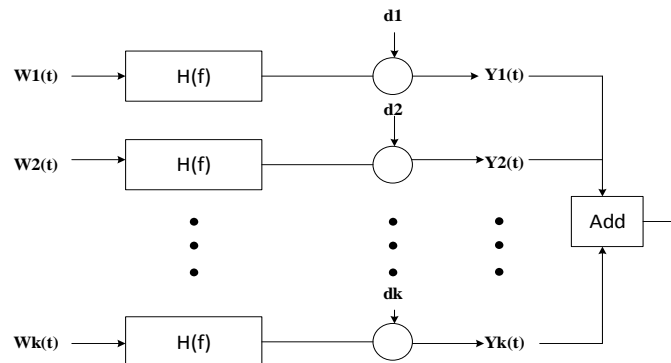 d1
W1(t) H(f) Y1(t)
d2
W2(t) H(f) Y2(t)
Add
dk
Wk(t) H(f) Yk(t)